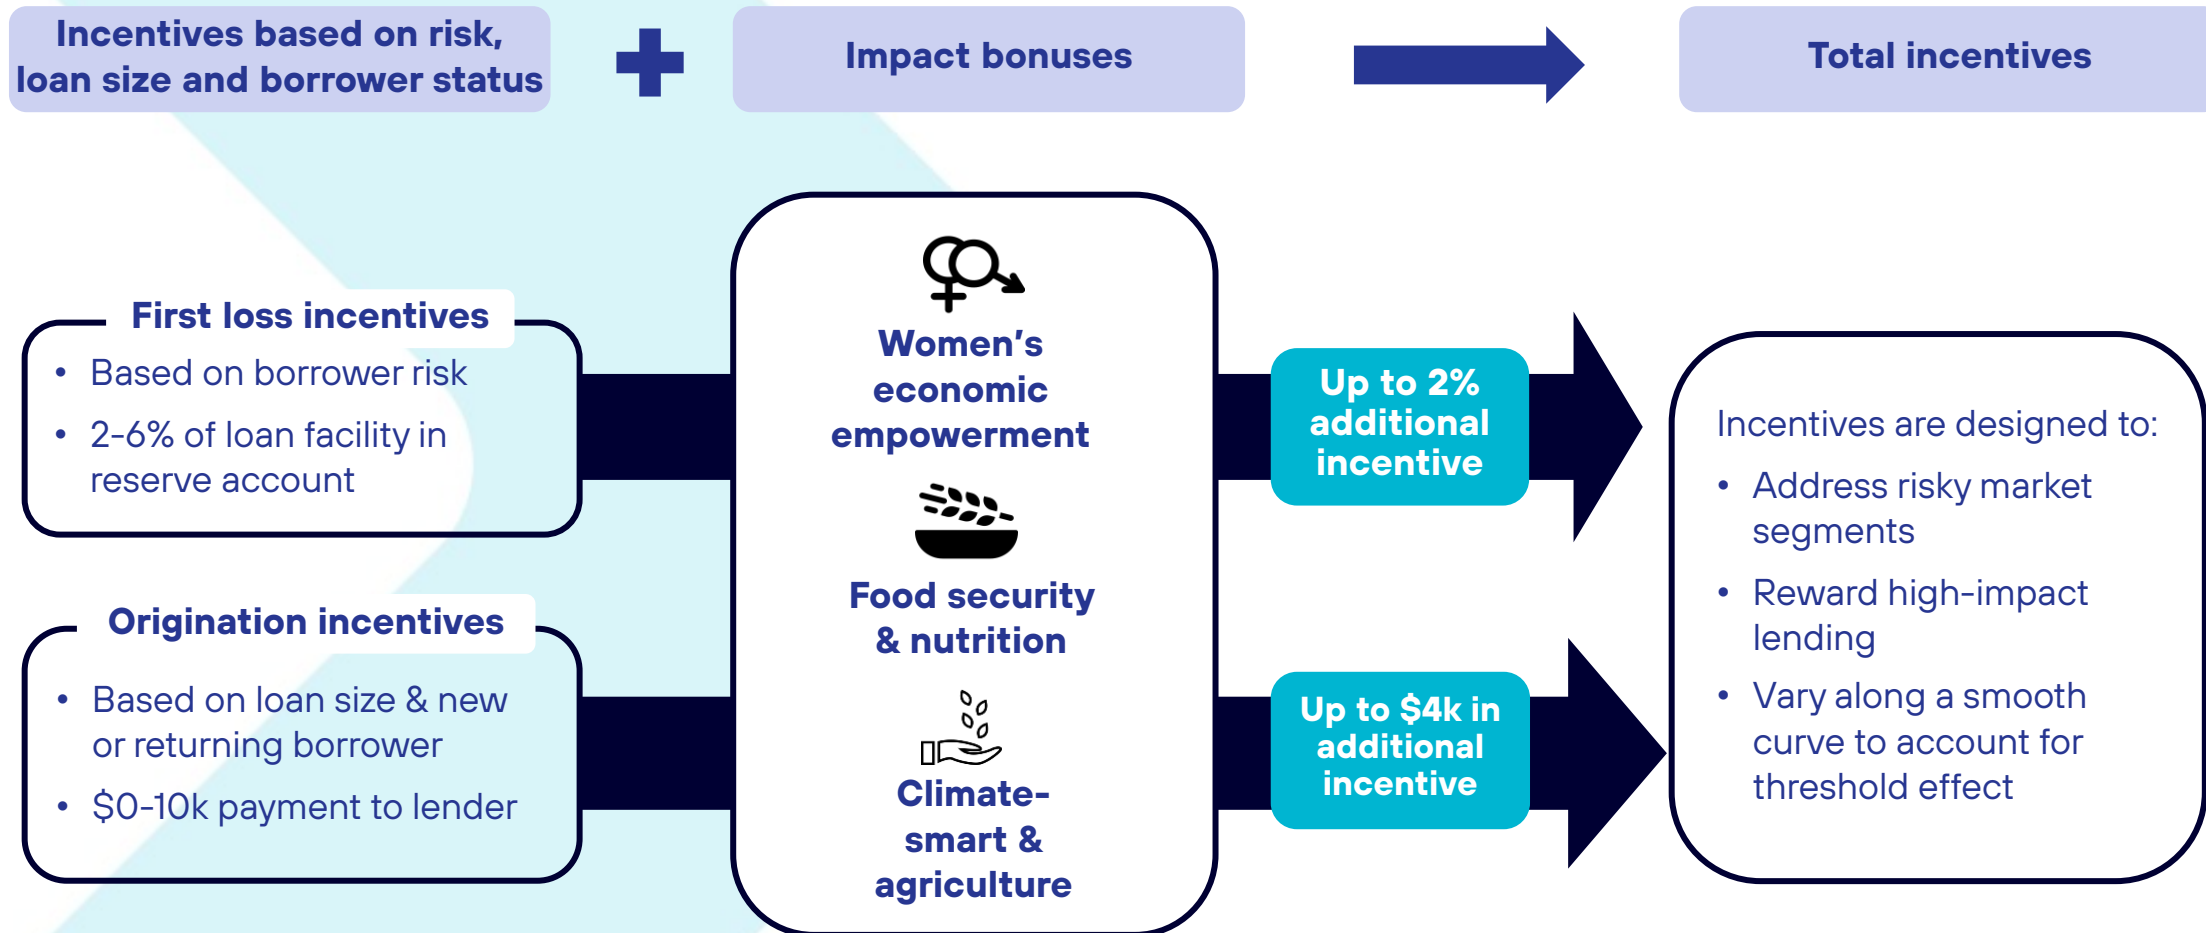 Incentives based on risk,
loan size and borrower status
Impact bonuses
Total incentives
First loss incentives
• Based on borrower risk
• 2-6% of loan facility in
reserve account
Origination incentives
• Based on loan size & new
or returning borrower
• $0-10k payment to lender
Women's
economic
empowerment
Food security
& nutrition
Climate-
smart &
agriculture
Up to 2%
additional
incentive
Up to $4k in
additional
incentive
Incentives are designed to:
• Address risky market
segments
• Reward high-impact
lending
• Vary along a smooth
curve to account for
threshold effect